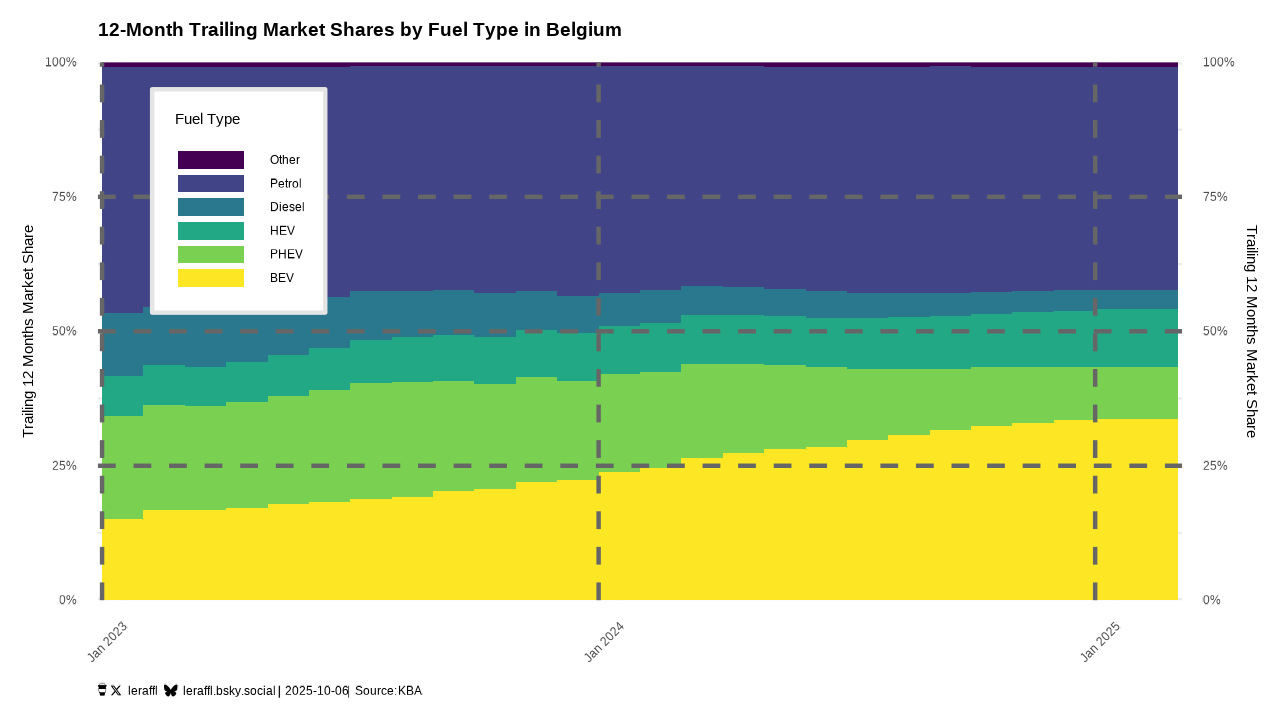 12-Month Trailing Market Shares by Fuel Type in Belgium
100%
100%
Fuel Type
Other
Petrol
Diesel
HEV
PHEV
BEV
75%
75%
50%
50%
25%
25%
0%
0%
Trailing 12 Months Market Share
Trailing 12 Months Market Share
Jan 2023
Jan 2024
Jan 2025
leraffl leraffl.bsky.social | 2025-10-06 | Source:KBA